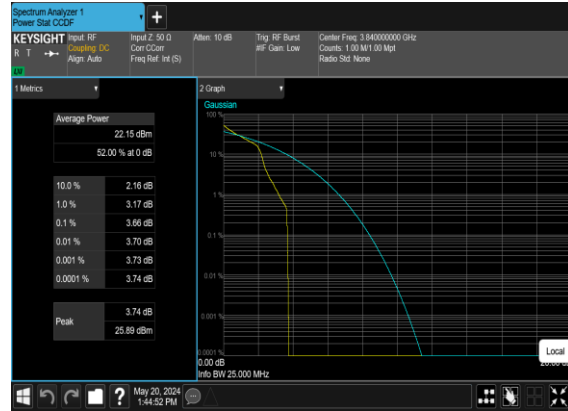 Spectrum Analyzer 1
Power Stat CCDF
KEYSIGHT
R T
LXI
Input: RF
Coupling: DC
Align: Auto
Input Z: 50 Ω
Corr CCorr
Freq Ref: Int (S)
Atten: 10 dB
Trig: RF Burst
#IF Gain: Low
Center Freq: 3.840000000 GHz
Counts: 1.00 M/1.00 Mpt
Radio Std: None
1 Metrics
Average Power
22.15 dBm
52.00 % at 0 dB
10.0 % 2.16 dB
1.0 % 3.17 dB
0.1 % 3.66 dB
0.01 % 3.70 dB
0.001 % 3.73 dB
0.0001 % 3.74 dB
Peak
3.74 dB
25.89 dBm
2 Graph
Gaussian
100 %
10 %
1 %
0.1 %
0.01 %
0.001 %
0.0001 %
0.00 dB
Info BW 25.000 MHz
Local
May 20, 2024
1:44:52 PM